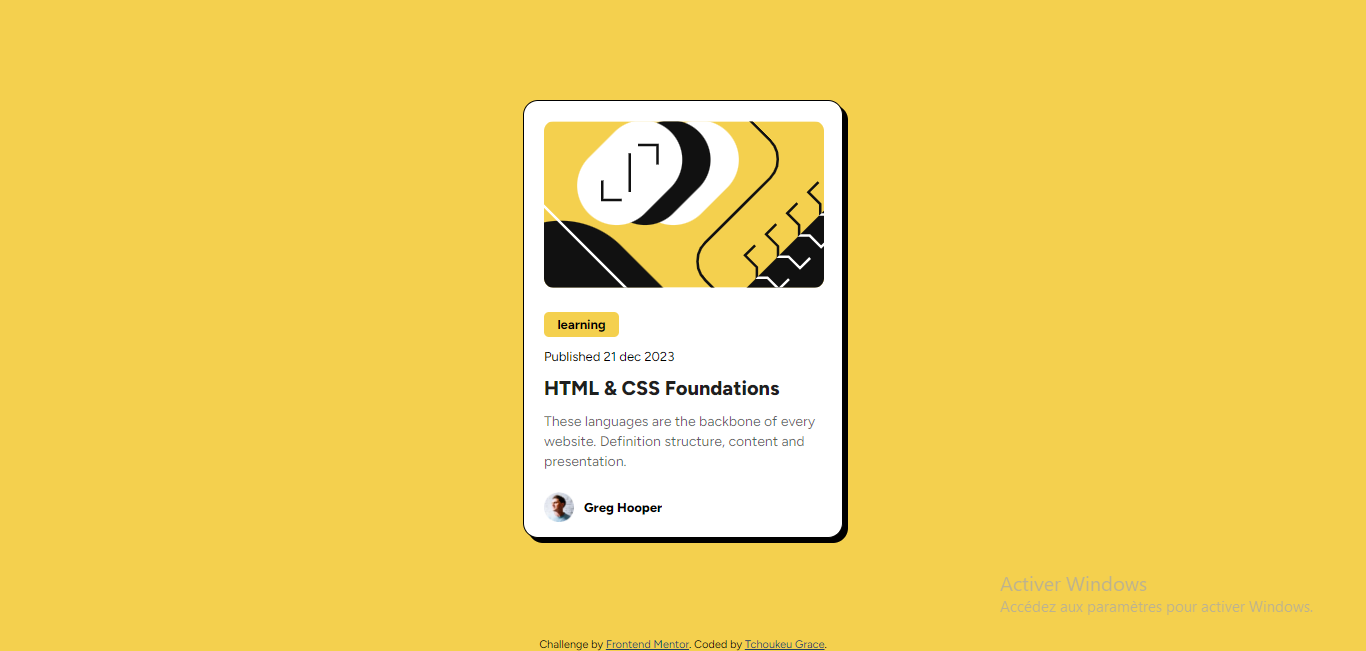 learning
Published 21 dec 2023
HTML & CSS Foundations
These languages are the backbone of every
website. Definition structure, content and
presentation.
Greg Hooper
Activer Windows
Accédez aux paramètres pour activer Windows.
Challenge by Frontend Mentor. Coded by Tchoukeu Grace.